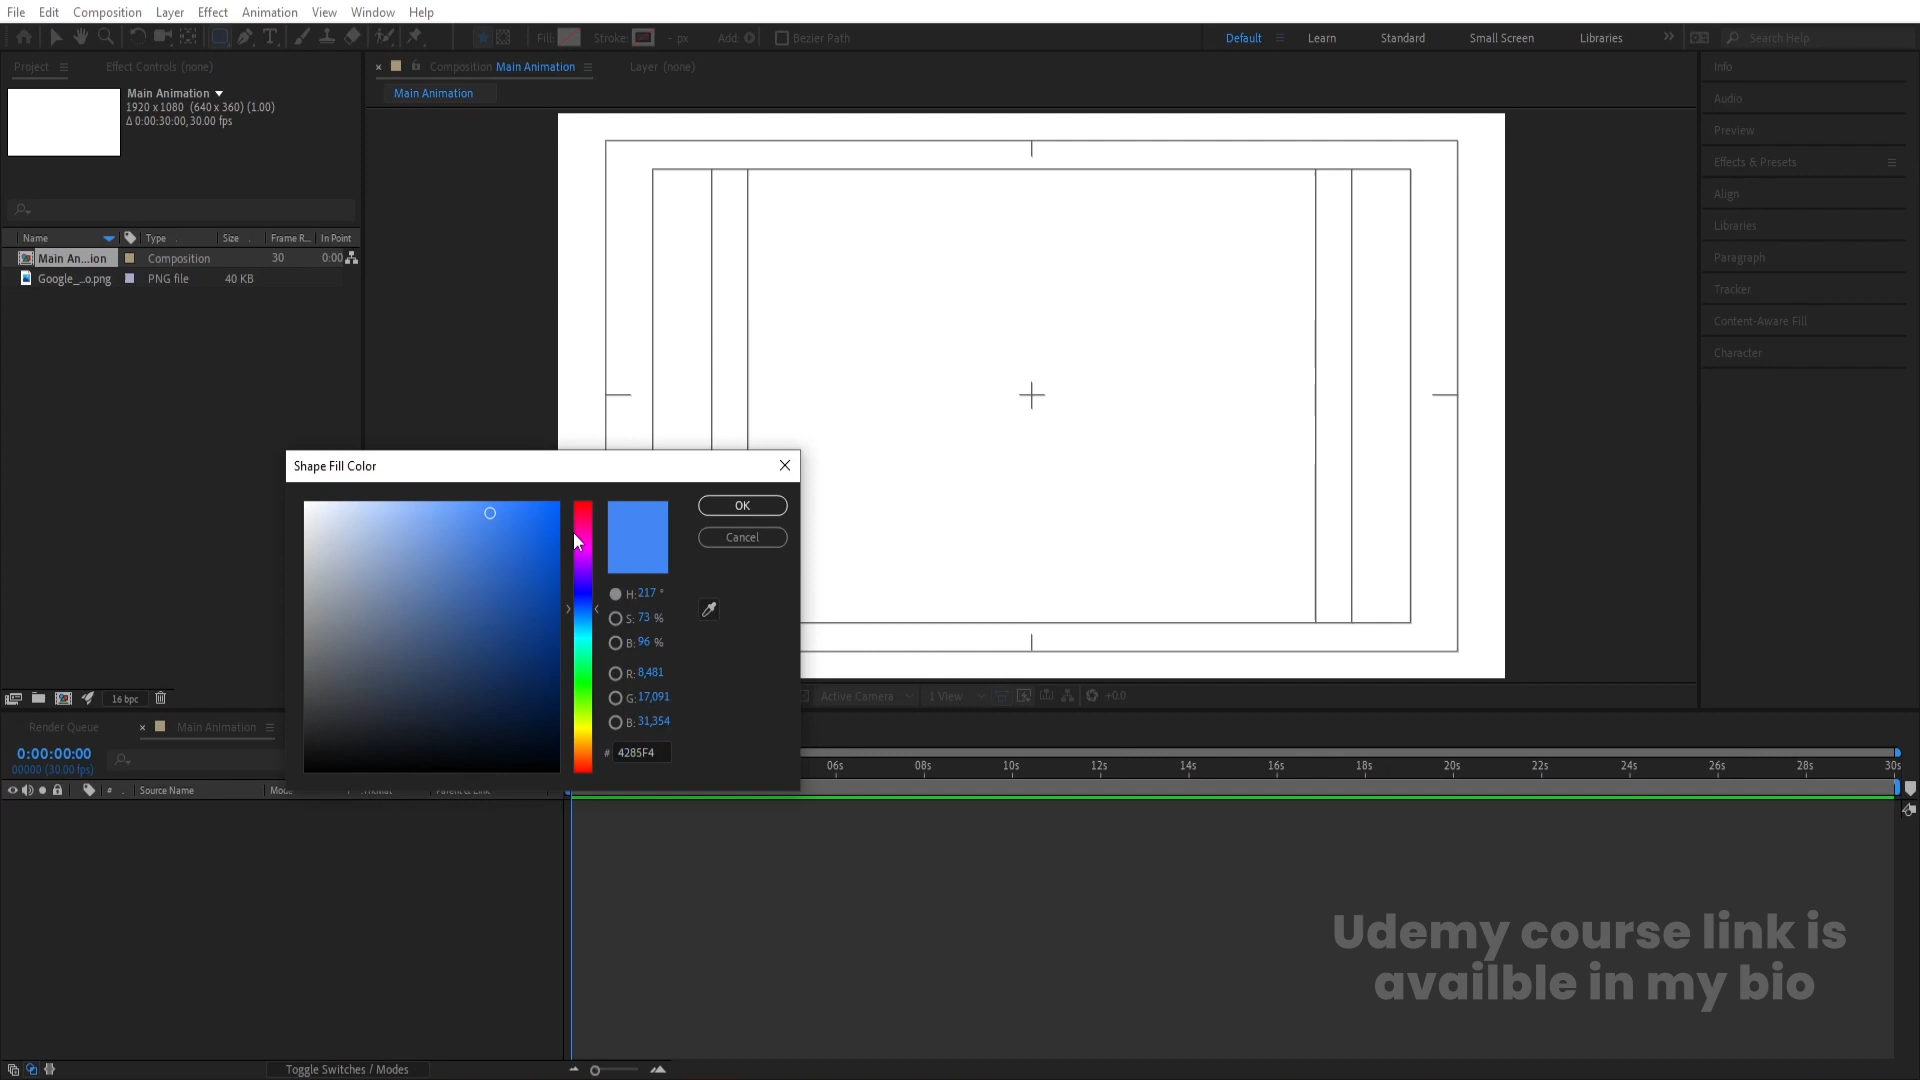 File Edit Composition Layer Effect Animation View Window Help
Fill: Stroke: - px Add: Bezier Path Default Learn Standard Small Screen Libraries Search Help
Project Effect Controls (none) Composition Main Animation Layer (none) Info
Main Animation
1920 x 1080 (640 x 360) (1.00)
Δ 0:00:30:00, 30.00 fps
Main Animation
Audio
Preview
Effects & Presets
Align
Libraries
Paragraph
Tracker
Content-Aware Fill
Character
Name Type Size Frame R... In Point
Main An...ion Composition 30 0:00
Google_...o.png PNG file 40 KB
Shape Fill Color
OK
Cancel
H: 217 °
S: 73 %
B: 96 %
R: 8,481
G: 17,091
B: 31,354
# 4285F4
16 bpc Active Camera 1 View +0.0
Render Queue Main Animation
0:00:00:00
00000 (30.00 fps)
06s 08s 10s 12s 14s 16s 18s 20s 22s 24s 26s 28s 30s
# Source Name Mode
Udemy course link is
availble in my bio
Toggle Switches / Modes